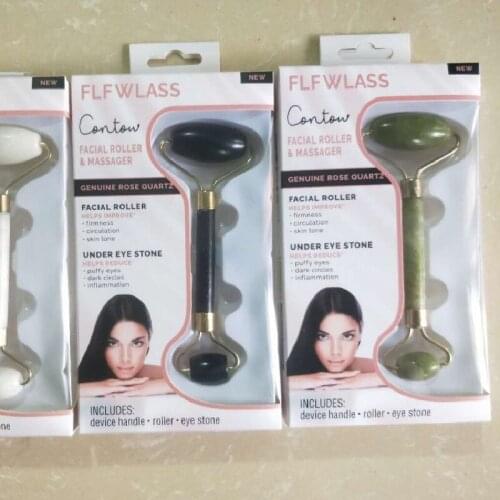 one
NEW
FLFWLASS
Contour
FACIAL ROLLER
& MASSAGER
GENUINE ROSE QUARTZ
FACIAL ROLLER
HELPS IMPROVE*
• firmness
• circulation
• skin tone
UNDER EYE STONE
HELPS REDUCE*
• puffy eyes
• dark circles
• inflammation
INCLUDES:
device handle • roller • eye stone
NEW
FLFWLASS
Contour
FACIAL ROLLER
& MASSAGER
GENUINE ROSE QUARTZ
FACIAL ROLLER
HELPS IMPROVE*
• firmness
• circulation
• skin tone
UNDER EYE STONE
HELPS REDUCE*
• puffy eyes
• dark circles
• inflammation
INCLUDES:
device handle • roller • eye stone
NEW